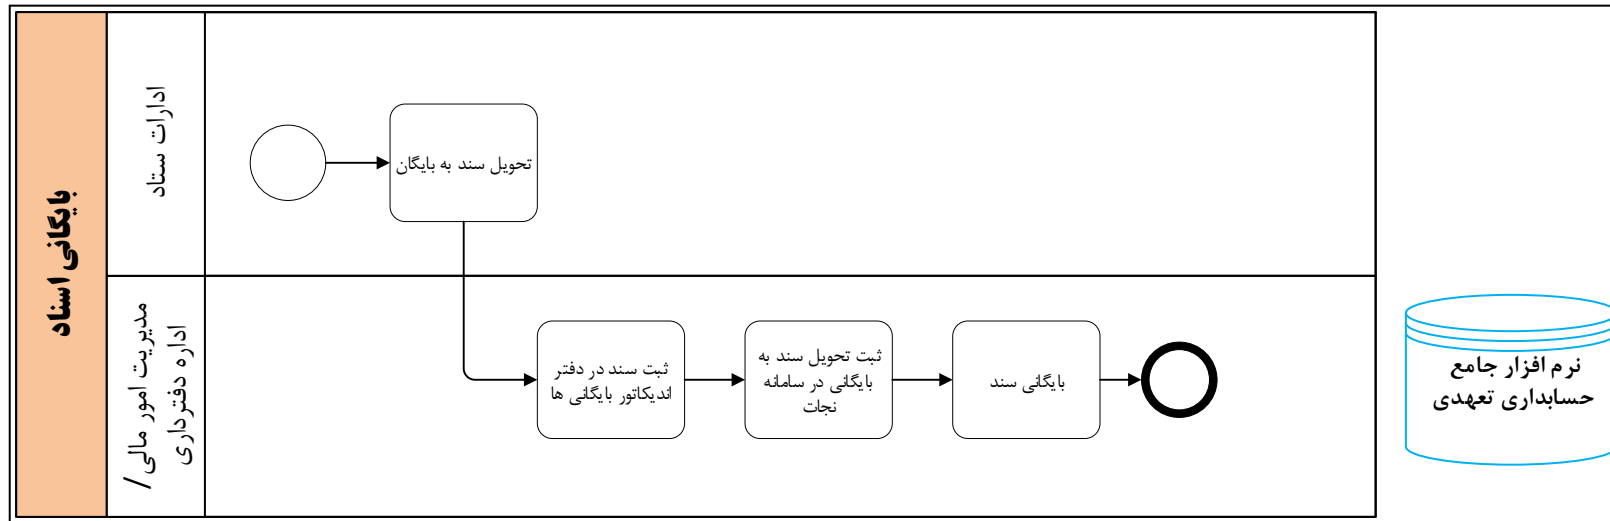 بایگانی اسناد
ادارات ستاد
تحویل سند به بایگان
مدیریت امور مالی /
اداره دفترداری
ثبت سند در دفتر
اندیکاتور بایگانی ها
ثبت تحویل سند به
بایگانی در سامانه
نجات
بایگانی سند
نرم افزار جامع
حسابداری تعهدی